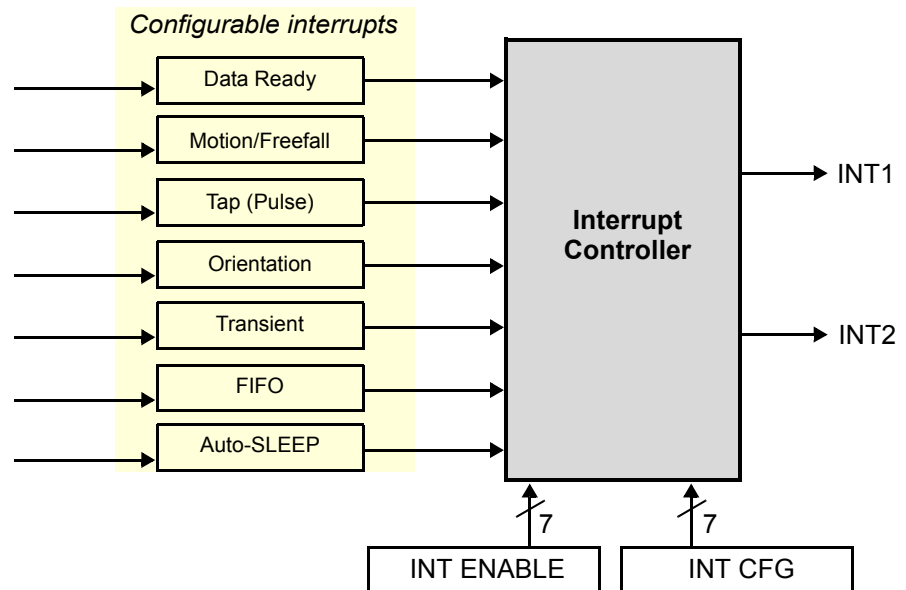 Configurable interrupts
Data Ready
Motion/Freefall
Tap (Pulse)
Orientation
Transient
FIFO
Auto-SLEEP
Interrupt
Controller
INT1
INT2
7
7
INT ENABLE
INT CFG